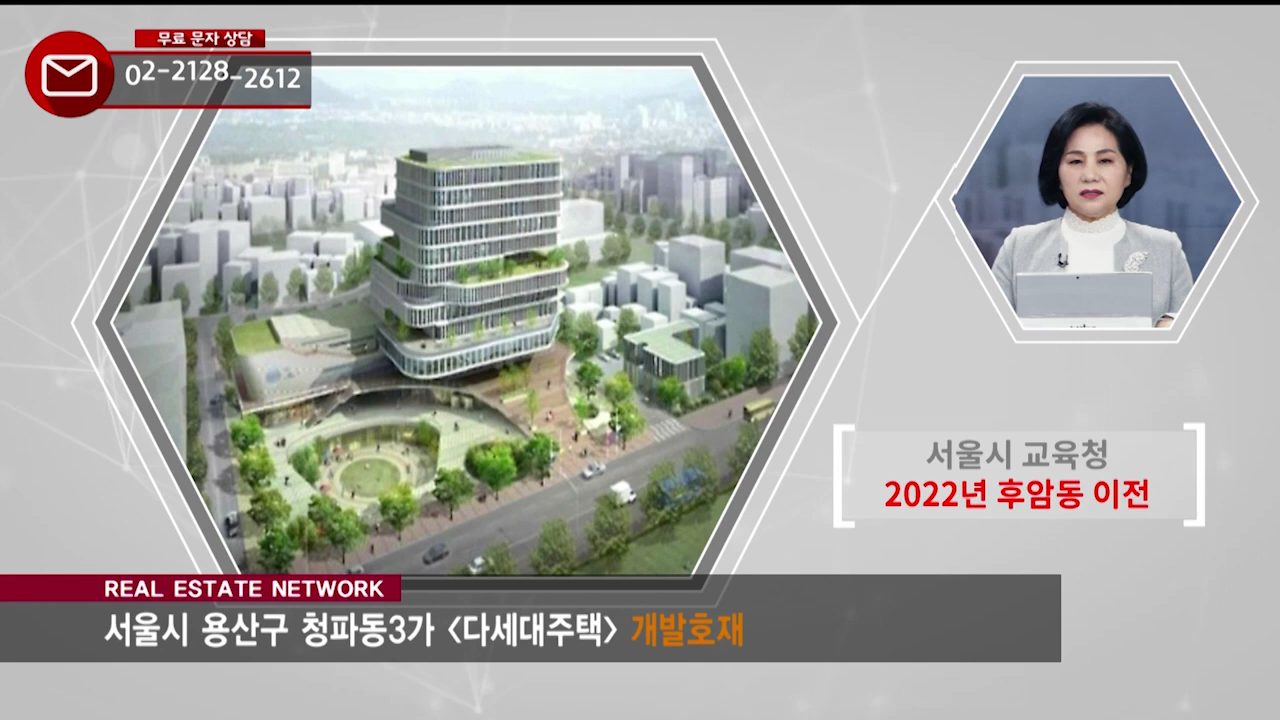 무료 문자 상담
02-2128-2612
서울시 교육청
2022년 후암동 이전
REAL ESTATE NETWORK
서울시 용산구 청파동3가 <다세대주택> 개발호재